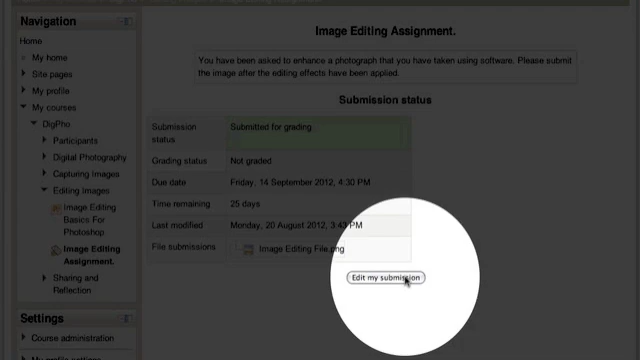 Navigation
Image Editing Assignment.
Home
My home
You have been asked to enhance a photograph that you have taken using software. Please submit
Site pages
the image after the editing effects have been applied.
My profile
My courses
Submission status
DigPho.
Participants
Submission
status
Submitted for grading
Digital Photography
Grading status
Not graded
Capturing Images
Due date
Friday, 14 September 2012, 4:30 PM
Editing Images
Time remaining
25 days
Image Editing
Basics For
Photoshop
Last modified
Monday, 20 August 2012, 3:43 PM
Image Editing
Assignment.
File submissions
Image Editing File.png
Sharing and
Reflection
Edit my submission
Settings
Course administration
My profile settings